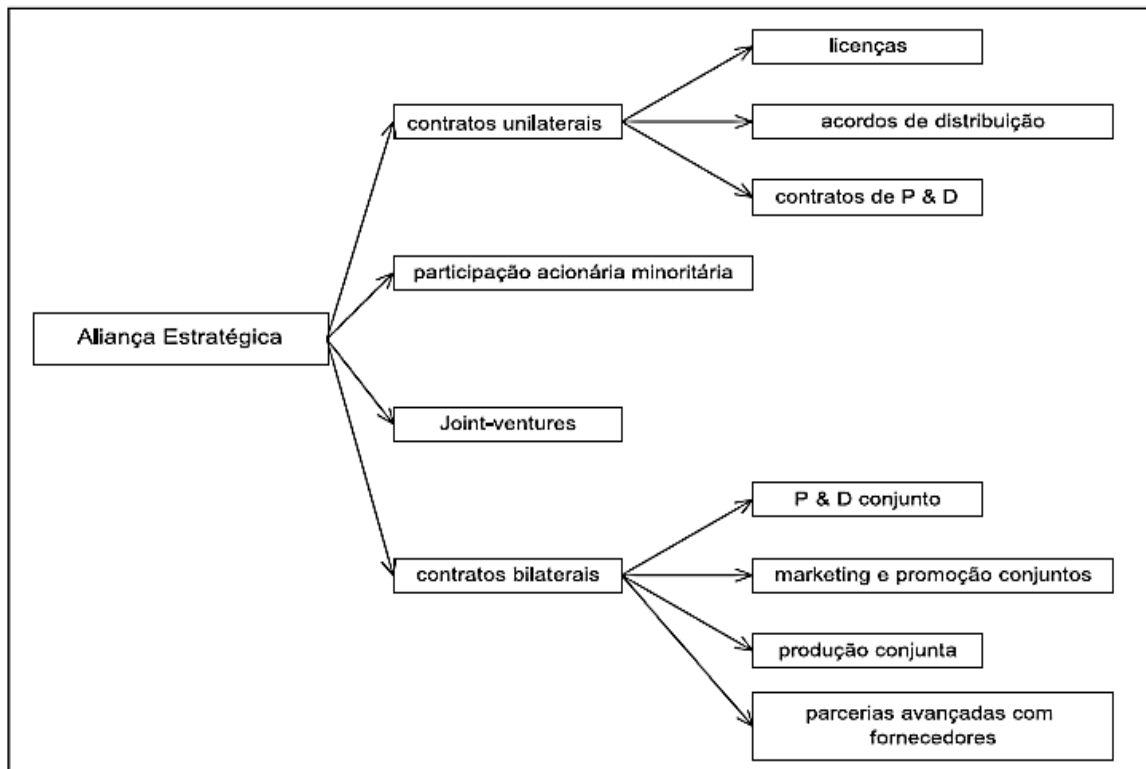 licenças
contratos unilaterais
acordos de distribuição
contratos de P & D
participação acionária minoritária
Aliança Estratégica
Joint-ventures
P & D conjunto
contratos bilaterais
marketing e promoção conjuntos
produção conjunta
parcerias avançadas com
fornecedores